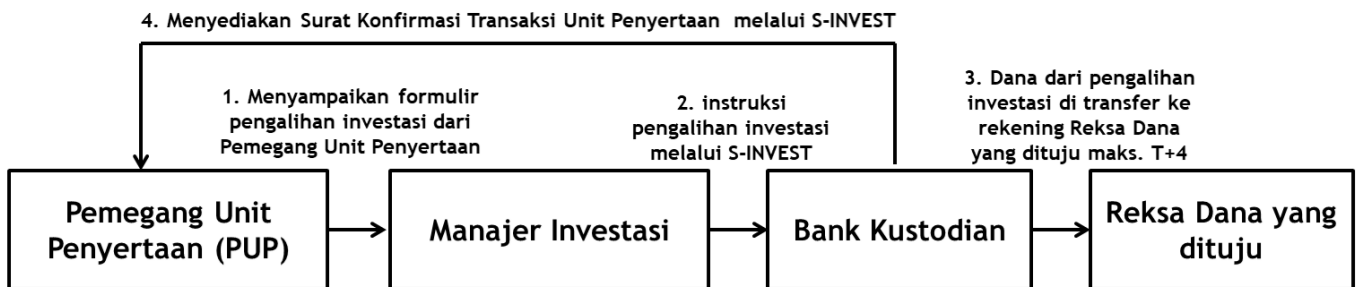 4. Menyediakan Surat Konfirmasi Transaksi Unit Penyertaan melalui S-INVEST
1. Menyampaikan formulir
pengalihan investasi dari
Pemegang Unit Penyertaan
2. instruksi
pengalihan investasi
melalui S-INVEST
3. Dana dari pengalihan
investasi di transfer ke
rekening Reksa Dana
yang dituju maks. T+4
Pemegang Unit
Penyertaan (PUP)
Manajer Investasi
Bank Kustodian
Reksa Dana yang
dituju